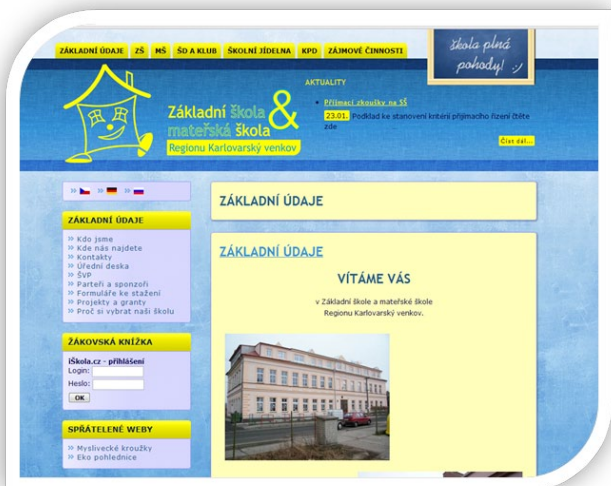 ZÁKLADNÍ ÚDAJE ZŠ MŠ ŠD A KLUB ŠKOLNÍ JÍDELNA KPD ZÁJMOVÉ ČINNOSTI
škola plná
pohody! :-)
AKTUALITY
Základní škola &
mateřská škola
Regionu Karlovarský venkov
Příjmací zkoušky na SŠ
23.01. Podklad ke stanovení kritérií přijímacího řízení čtěte
zde
Číst dál...
ZÁKLADNÍ ÚDAJE
» Kdo jsme
» Kde nás najdete
» Kontakty
» Úřední deska
» ŠVP
» Parteři a sponzoři
» Formuláře ke stažení
» Projekty a granty
» Proč si vybrat naši školu
ŽÁKOVSKÁ KNÍŽKA
iŠkola.cz - přihlášení
Login:
Heslo:
OK
SPŘÁTELENÉ WEBY
» Myslivecké kroužky
» Eko pohlednice
ZÁKLADNÍ ÚDAJE
ZÁKLADNÍ ÚDAJE
VÍTÁME VÁS
v Základní škole a mateřské škole
Regionu Karlovarský venkov.